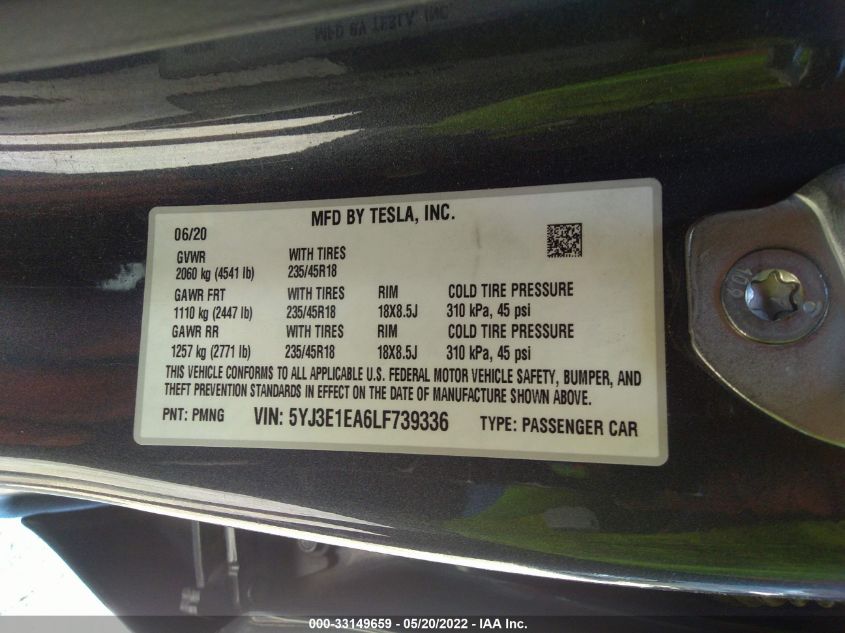 MFD BY TESLA, INC.
06/20
GVWR WITH TIRES
2060 kg (4541 lb) 235/45R18
GAWR FRT WITH TIRES RIM COLD TIRE PRESSURE
1110 kg (2447 lb) 235/45R18 18X8.5J 310 kPa, 45 psi
GAWR RR WITH TIRES RIM COLD TIRE PRESSURE
1257 kg (2771 lb) 235/45R18 18X8.5J 310 kPa, 45 psi
THIS VEHICLE CONFORMS TO ALL APPLICABLE U.S. FEDERAL MOTOR VEHICLE SAFETY, BUMPER, AND
THEFT PREVENTION STANDARDS IN EFFECT ON THE DATE OF MANUFACTURE SHOWN ABOVE.
PNT: PMNG VIN: 5YJ3E1EA6LF739336 TYPE: PASSENGER CAR
10.9
000-33149659 - 05/20/2022 - IAA Inc.